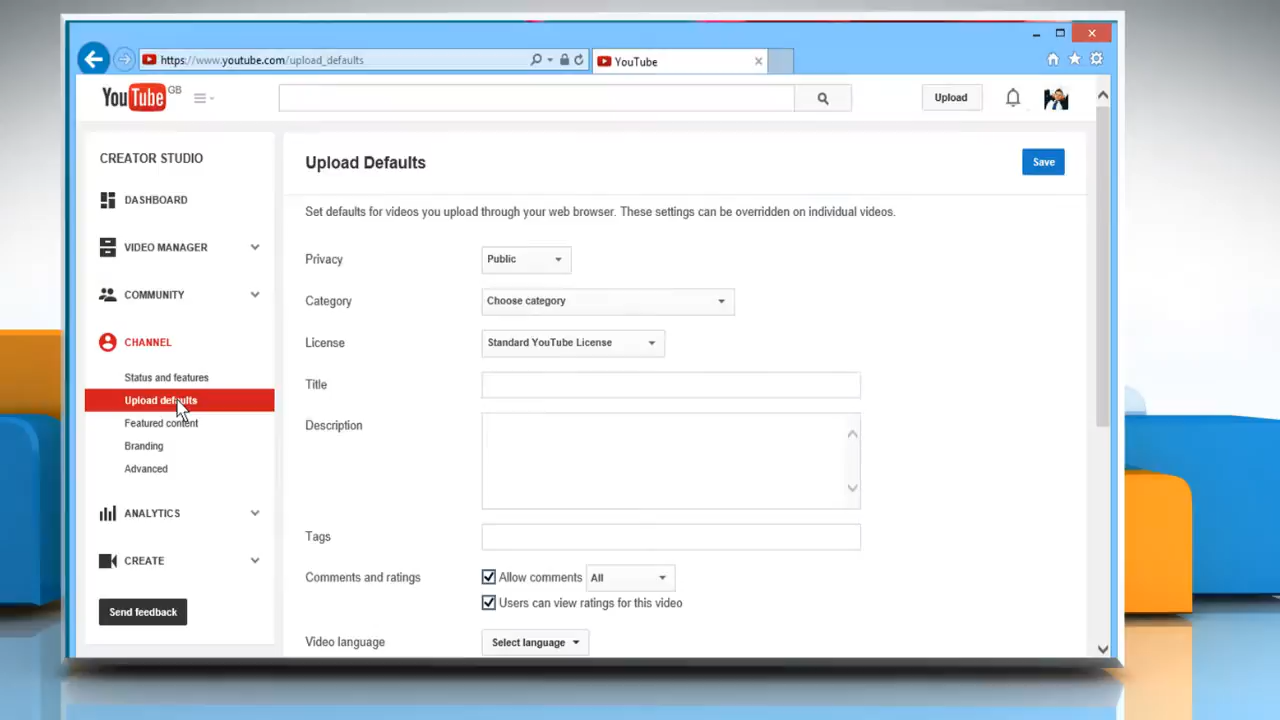 https://www.youtube.com/upload_defaults
YouTube
YouTube GB
Upload
CREATOR STUDIO
DASHBOARD
VIDEO MANAGER
COMMUNITY
CHANNEL
Status and features
Upload defaults
Featured content
Branding
Advanced
ANALYTICS
CREATE
Send feedback
Upload Defaults
Save
Set defaults for videos you upload through your web browser. These settings can be overridden on individual videos.
Privacy Public
Category Choose category
License Standard YouTube License
Title
Description
Tags
Comments and ratings Allow comments All
Users can view ratings for this video
Video language Select language